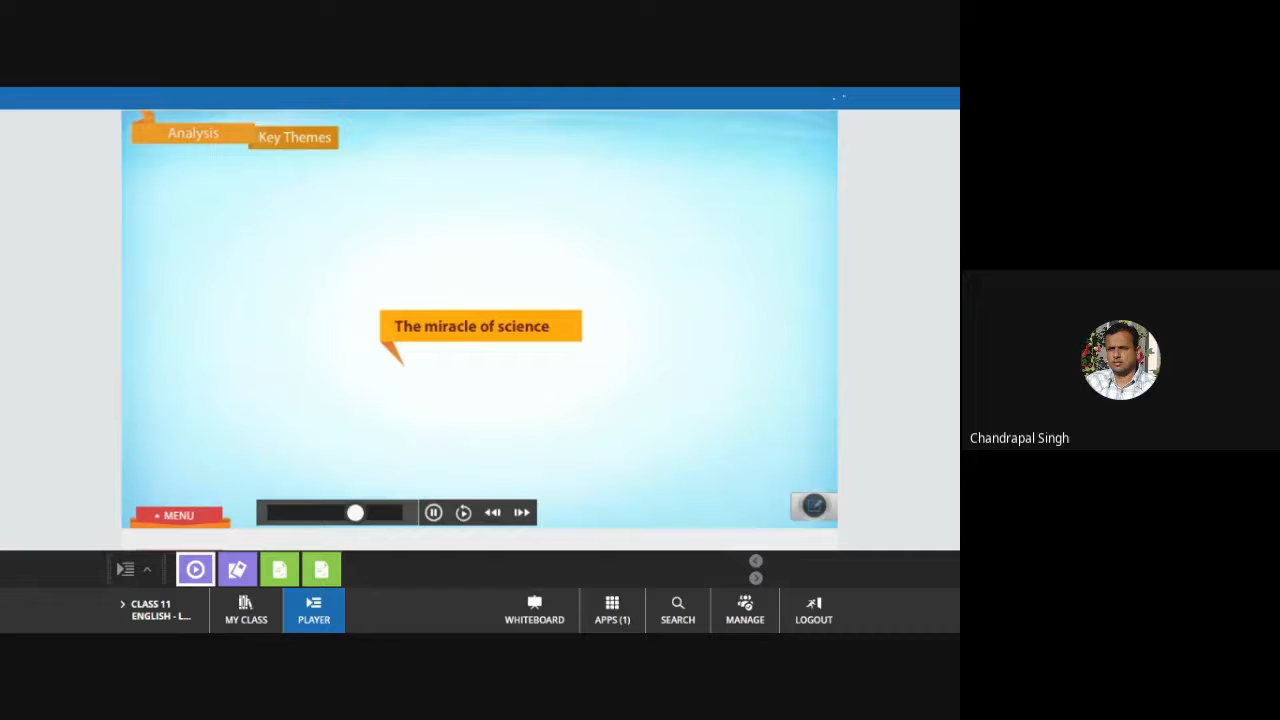 Analysis
Key Themes
The miracle of science
MENU
CLASS 11
ENGLISH - L...
MY CLASS
PLAYER
WHITEBOARD
APPS (1)
SEARCH
MANAGE
LOGOUT
Chandrapal Singh